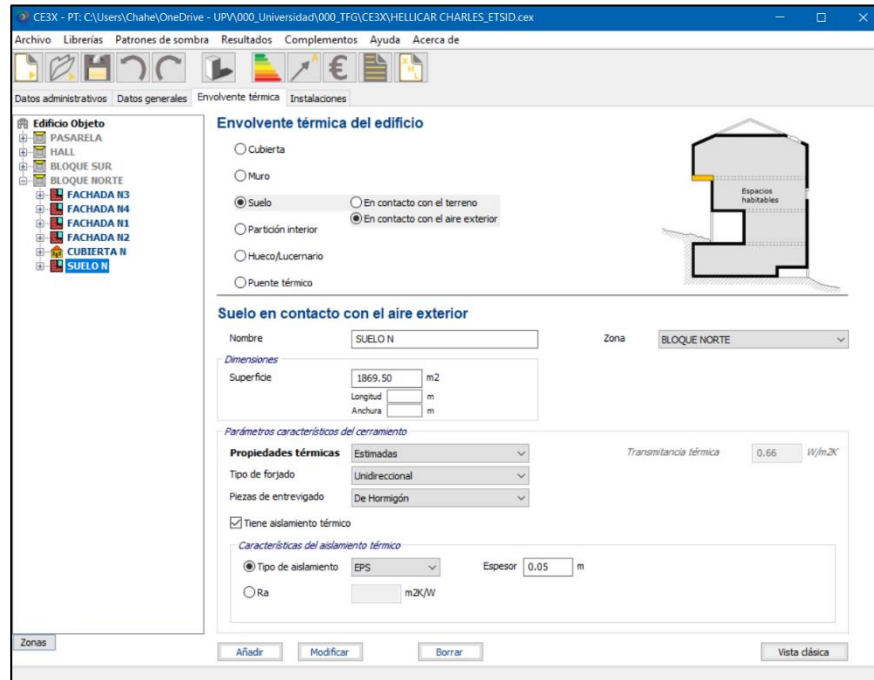 CE3X - PT: C:\Users\Chahe\OneDrive - UPV\000_Universidad\000_TFG\CE3X\HELLICAR CHARLES_ETSID.cex
Archivo Librerías Patrones de sombra Resultados Complementos Ayuda Acerca de
Datos administrativos Datos generales Envolvente térmica Instalaciones
Edificio Objeto
PASARELA
HALL
BLOQUE SUR
BLOQUE NORTE
FACHADA N3
FACHADA N4
FACHADA N1
FACHADA N2
CUBIERTA N
SUELO N
Zonas
Envolvente térmica del edificio
Cubierta
Muro
Suelo
En contacto con el terreno
En contacto con el aire exterior
Partición interior
Hueco/Lucernario
Puente térmico
Espacios
habitables
Suelo en contacto con el aire exterior
Nombre SUELO N Zona BLOQUE NORTE
Dimensiones
Superficie 1869.50 m2
Longitud m
Anchura m
Parámetros característicos del cerramiento
Propiedades térmicas Estimadas Transmitancia térmica 0.66 W/m2K
Tipo de forjado Unidireccional
Piezas de entrevigado De Hormigón
Tiene aislamiento térmico
Características del aislamiento térmico
Tipo de aislamiento EPS Espesor 0.05 m
Ra m2K/W
Añadir Modificar Borrar Vista clásica